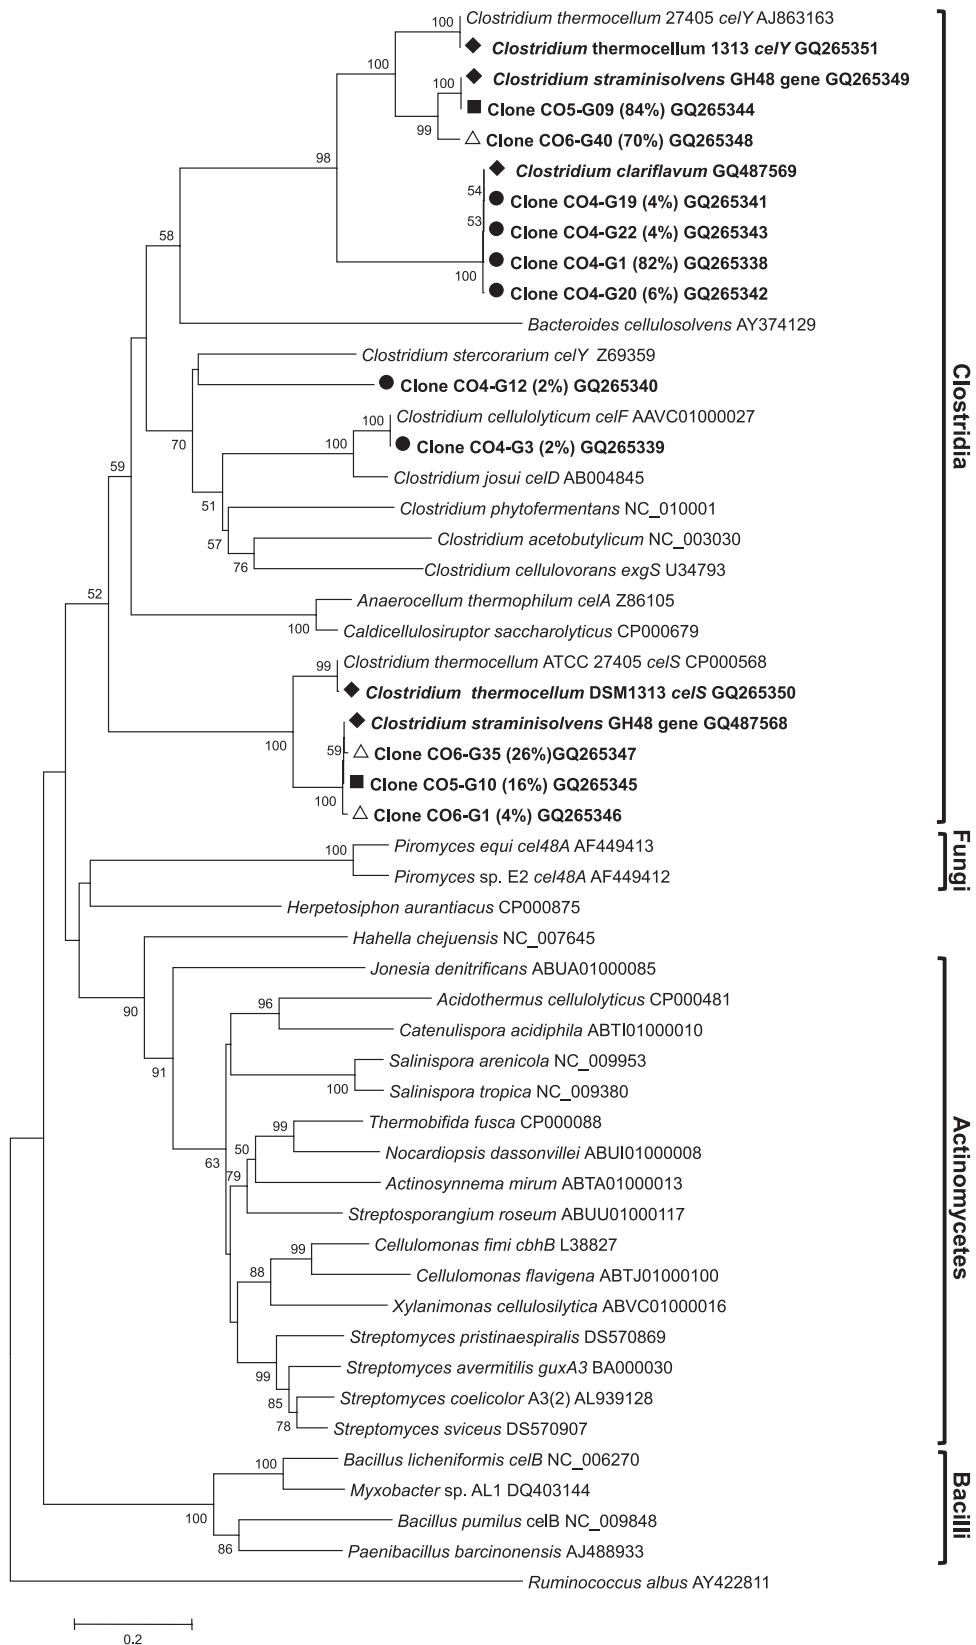 100
Clostridium thermocellum 27405 celY AJ863163
Clostridium thermocellum 1313 celY GQ265351
100
100
Clostridium straminisolvens GH48 gene GQ265349
Clone CO5-G09 (84%) GQ265344
99
Clone CO6-G40 (70%) GQ265348
98
Clostridium clariflavum GQ487569
54
Clone CO4-G19 (4%) GQ265341
53
Clone CO4-G22 (4%) GQ265343
58
Clone CO4-G1 (82%) GQ265338
100
Clone CO4-G20 (6%) GQ265342
Bacteroides cellulosolvens AY374129
Clostridium stercorarium celY Z69359
Clone CO4-G12 (2%) GQ265340
Clostridia
100
Clostridium cellulolyticum celF AAVC01000027
70
100
Clone CO4-G3 (2%) GQ265339
59
Clostridium josui celD AB004845
51
Clostridium phytofermentans NC_010001
57
Clostridium acetobutylicum NC_003030
76
Clostridium cellulovorans exgS U34793
52
Anaerocellum thermophilum celA Z86105
100
Caldicellulosiruptor saccharolyticus CP000679
99
Clostridium thermocellum ATCC 27405 celS CP000568
Clostridium thermocellum DSM1313 celS GQ265350
Clostridium straminisolvens GH48 gene GQ487568
100
59
Clone CO6-G35 (26%)GQ265347
Clone CO5-G10 (16%) GQ265345
100
Clone CO6-G1 (4%) GQ265346
Fungi
100
Piromyces equi cel48A AF449413
Piromyces sp. E2 cel48A AF449412
Herpetosiphon aurantiacus CP000875
Hahella chejuensis NC_007645
Jonesia denitrificans ABUA01000085
90
96
Acidothermus cellulolyticus CP000481
Catenulispora acidiphila ABTI01000010
91
Salinispora arenicola NC_009953
100
Salinispora tropica NC_009380
Actinomycetes
99
Thermobifida fusca CP000088
50
63
Nocardiopsis dassonvillei ABUI01000008
79
Actinosynnema mirum ABTA01000013
Streptosporangium roseum ABUU01000117
99
Cellulomonas fimi cbhB L38827
88
Cellulomonas flavigena ABTJ01000100
Xylanimonas cellulosilytica ABVC01000016
Streptomyces pristinaespiralis DS570869
99
Streptomyces avermitilis guxA3 BA000030
85
Streptomyces coelicolor A3(2) AL939128
78
Streptomyces sviceus DS570907
Bacilli
100
Bacillus licheniformis celB NC_006270
Myxobacter sp. AL1 DQ403144
100
Bacillus pumilus celB NC_009848
86
Paenibacillus barcinonensis AJ488933
Ruminococcus albus AY422811
0.2